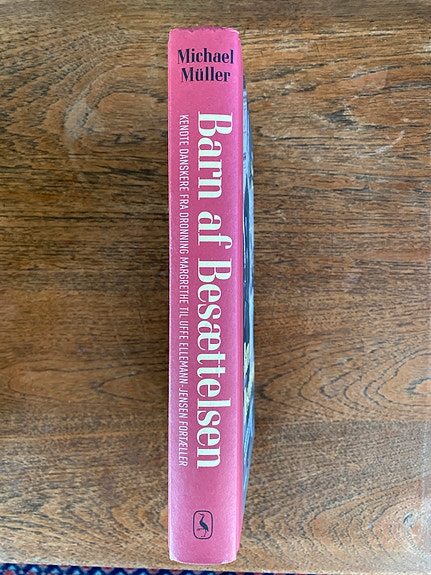 Michael
Müller
Barn af Besættelsen
KENDTE DANSKERE FRA DRONNING MARGRETHE TIL UFFE ELLEMANN-JENSEN FORTÆLLER